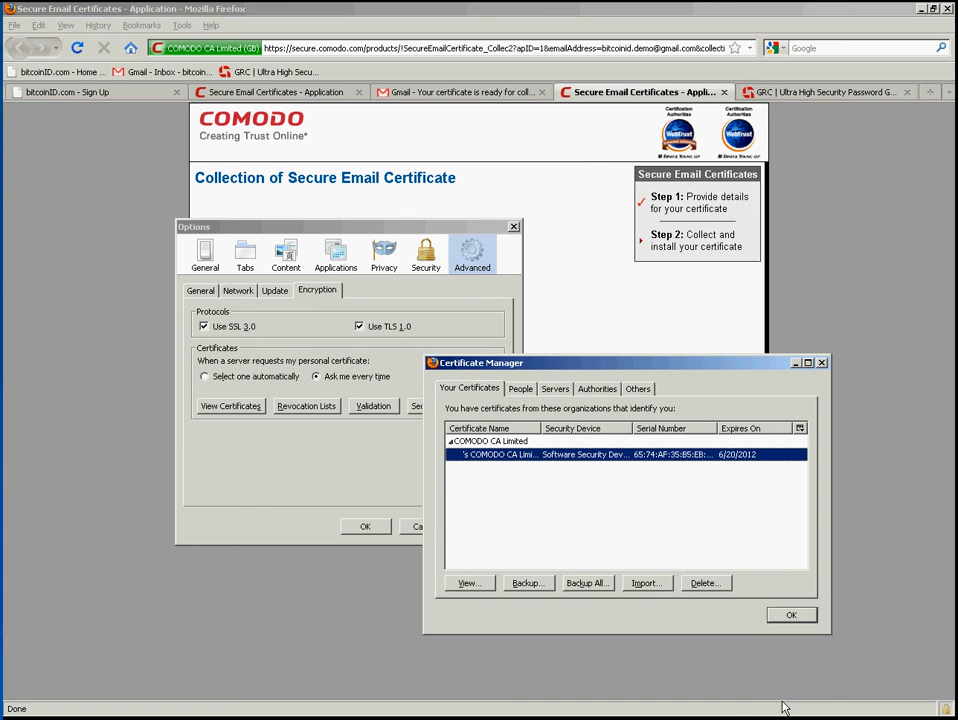 Secure Email Certificates - Application - Mozilla Firefox
File Edit View History Bookmarks Tools Help
COMODO CA Limited (GB) https://secure.comodo.com/products/!SecureEmailCertificate_Collec2?apID=1&emailAddress=bitcoinid.demo@gmail.com&collecti Google
bitcoinID.com - Home ... Gmail - Inbox - bitcoin... GRC | Ultra High Secu...
bitcoinID.com - Sign Up Secure Email Certificates - Application Gmail - Your certificate is ready for coll... Secure Email Certificates - Appli... GRC | Ultra High Security Password G...
COMODO
Creating Trust Online*
Certification Authorities
WebTrust
Certification Authorities
WebTrust
Collection of Secure Email Certificate
Secure Email Certificates
Step 1: Provide details for your certificate
Step 2: Collect and install your certificate
Options
General Tabs Content Applications Privacy Security Advanced
General Network Update Encryption
Protocols
Use SSL 3.0 Use TLS 1.0
Certificates
When a server requests my personal certificate:
Select one automatically Ask me every time
View Certificates Revocation Lists Validation Sec
OK Ca
Certificate Manager
Your Certificates People Servers Authorities Others
You have certificates from these organizations that identify you:
Certificate Name Security Device Serial Number Expires On
COMODO CA Limited
's COMODO CA Limi... Software Security Dev... 65:74:AF:35:B5:EB:... 6/20/2012
View... Backup... Backup All... Import... Delete...
OK
Done